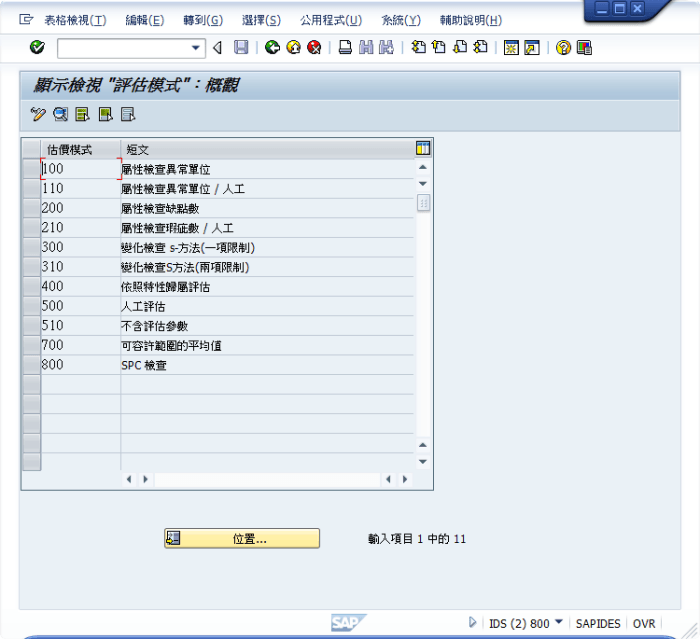 表格檢視(T) 編輯(E) 轉到(G) 選擇(S) 公用程式(U) 系統(Y) 輔助說明(H)
顯示檢視 "評估模式"：概觀
估價模式 短文
100 屬性檢查異常單位
110 屬性檢查異常單位 / 人工
200 屬性檢查缺點數
210 屬性檢查瑕疵數 / 人工
300 變化檢查 s-方法(一項限制)
310 變化檢查S方法(兩項限制)
400 依照特性歸屬評估
500 人工評估
510 不含評估參數
700 可容許範圍的平均值
800 SPC 檢查
位置... 輸入項目 1 中的 11
SAP IDS (2) 800 SAPIDES OVR